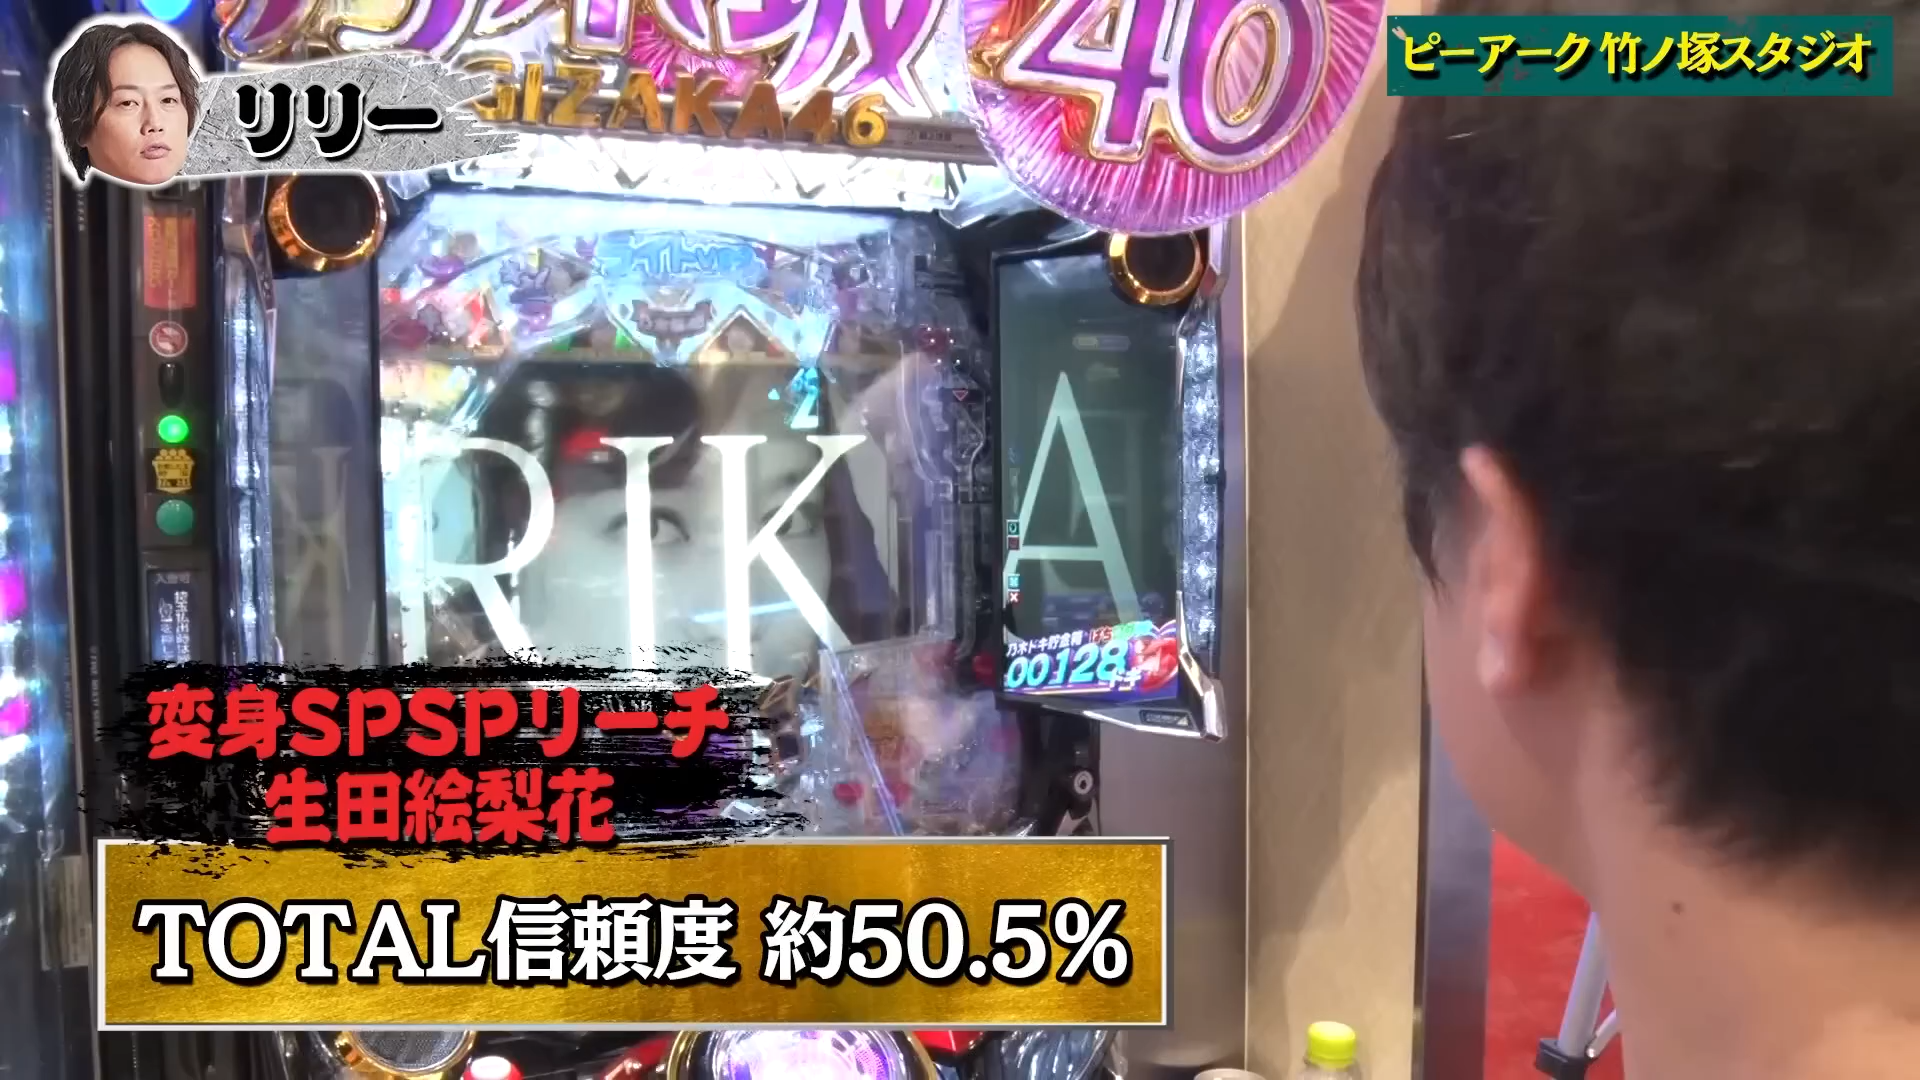 リリー
ピーアーク 竹ノ塚スタジオ
GIZAKA46
40
RIKA
乃木ドキ貯金箱
00128
変身SPSPリーチ
生田絵梨花
TOTAL信頼度 約50.5%